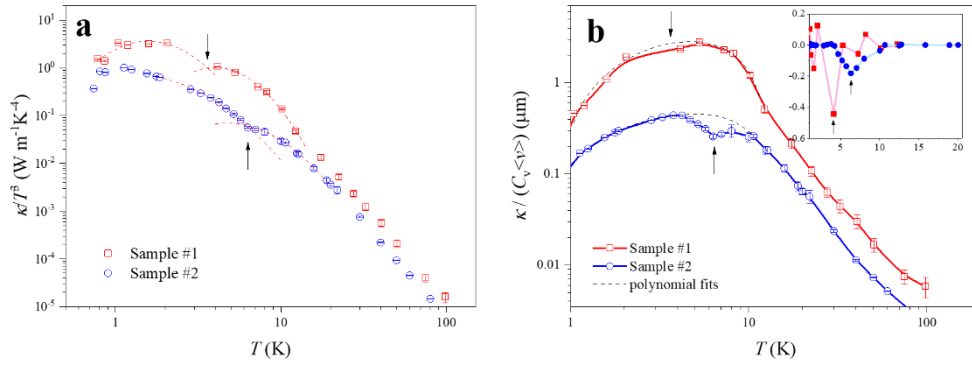 a
κ/T³ (W m⁻¹K⁻⁴)
10¹
10⁰
10⁻¹
10⁻²
10⁻³
10⁻⁴
10⁻⁵
Sample #1
Sample #2
1 10 100
T (K)
b
κ / (Cᵥ<v>) (μm)
1
0.1
0.01
Sample #1
Sample #2
polynomial fits
1 10 100
T (K)
0.2
0.0
-0.2
-0.4
-0.6
5 10 15 20